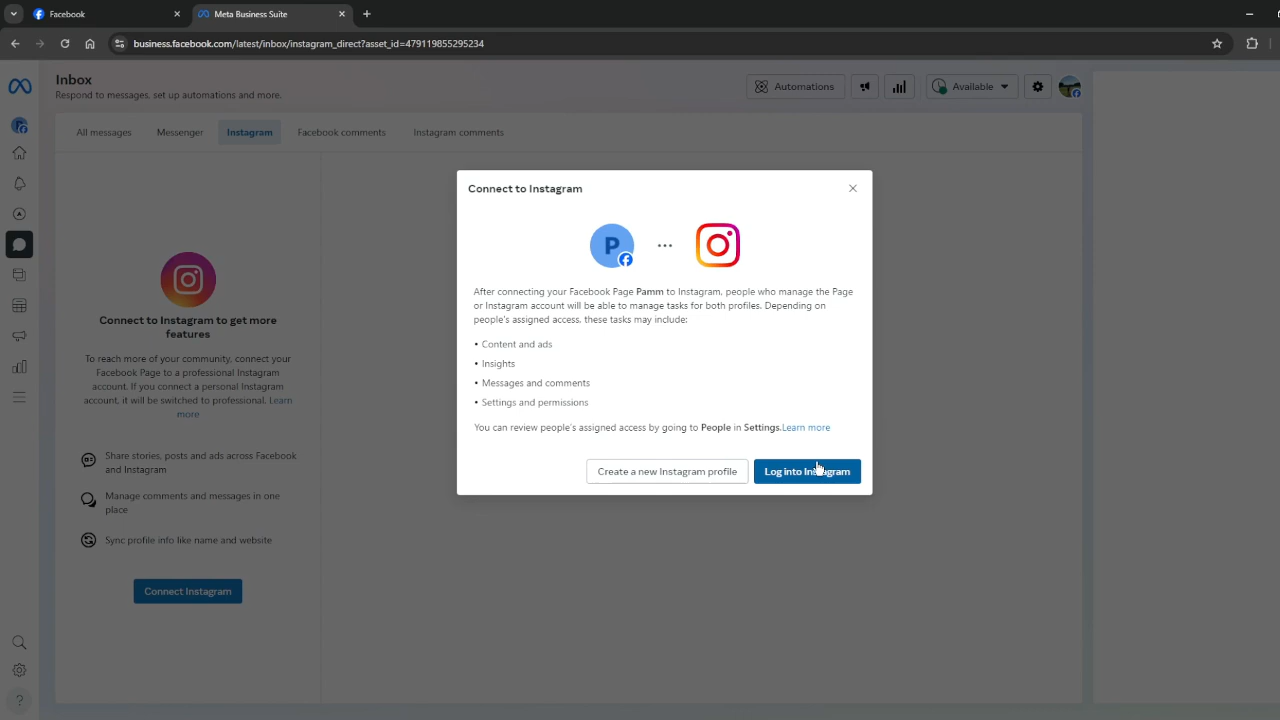 Facebook
Meta Business Suite
business.facebook.com/latest/inbox/instagram_direct?asset_id=479119855295234
Inbox
Respond to messages, set up automations and more.
Automations
Available
All messages
Messenger
Instagram
Facebook comments
Instagram comments
Connect to Instagram to get more
features
To reach more of your community, connect your
Facebook Page to a professional Instagram
account. If you connect a personal Instagram
account, it will be switched to professional. Learn
more
Share stories, posts and ads across Facebook
and Instagram
Manage comments and messages in one
place
Sync profile info like name and website
Connect Instagram
Connect to Instagram
P
After connecting your Facebook Page Pamm to Instagram, people who manage the Page
or Instagram account will be able to manage tasks for both profiles. Depending on
people's assigned access, these tasks may include:
• Content and ads
• Insights
• Messages and comments
• Settings and permissions
You can review people's assigned access by going to People in Settings.Learn more
Create a new Instagram profile
Log into Instagram